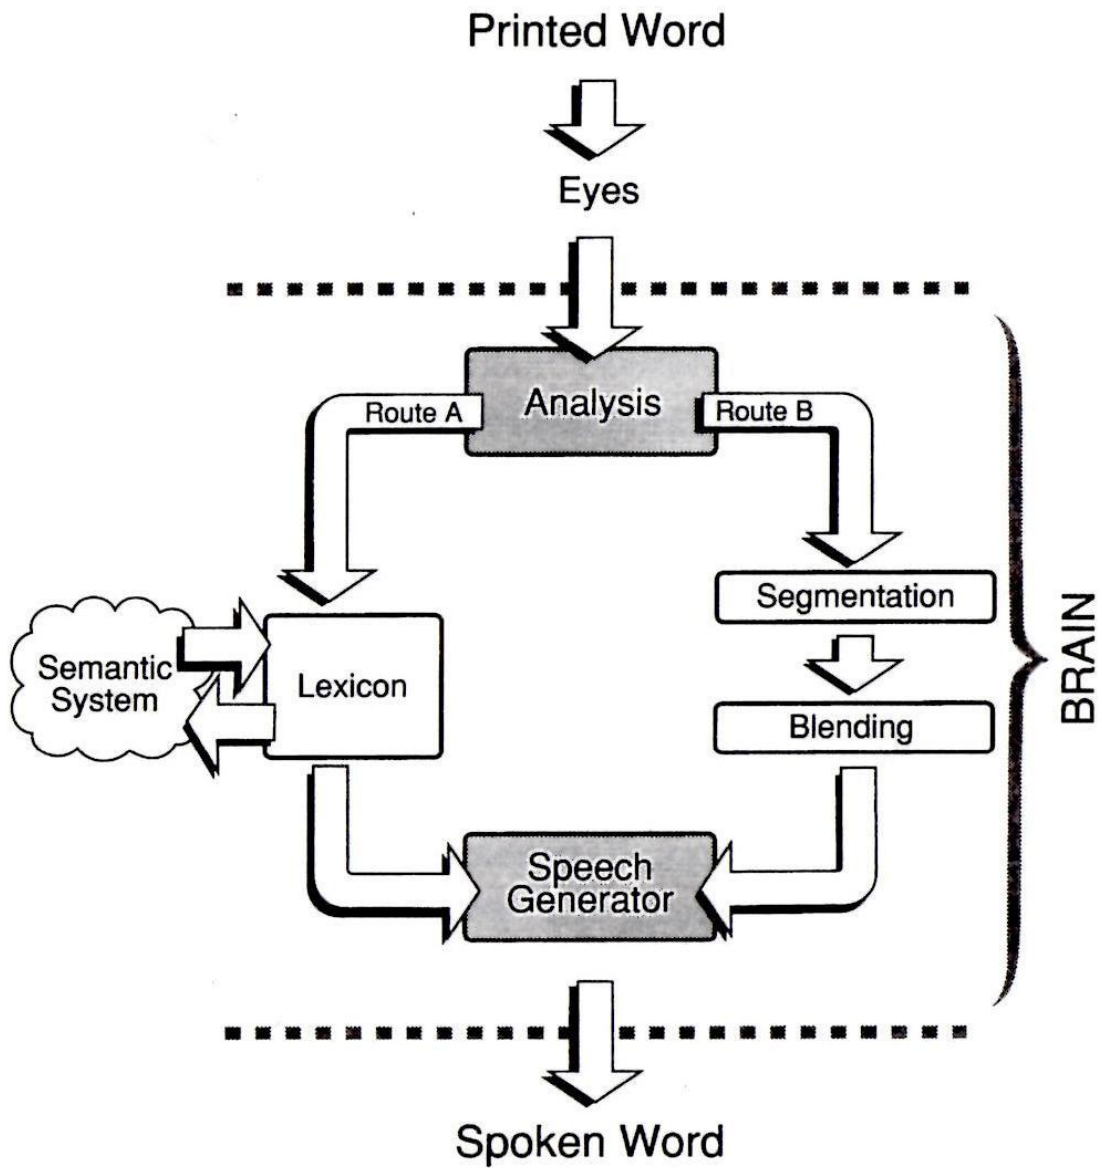 Printed Word
Eyes
Analysis
Route A
Route B
Segmentation
Semantic
System
Lexicon
Blending
BRAIN
Speech
Generator
Spoken Word